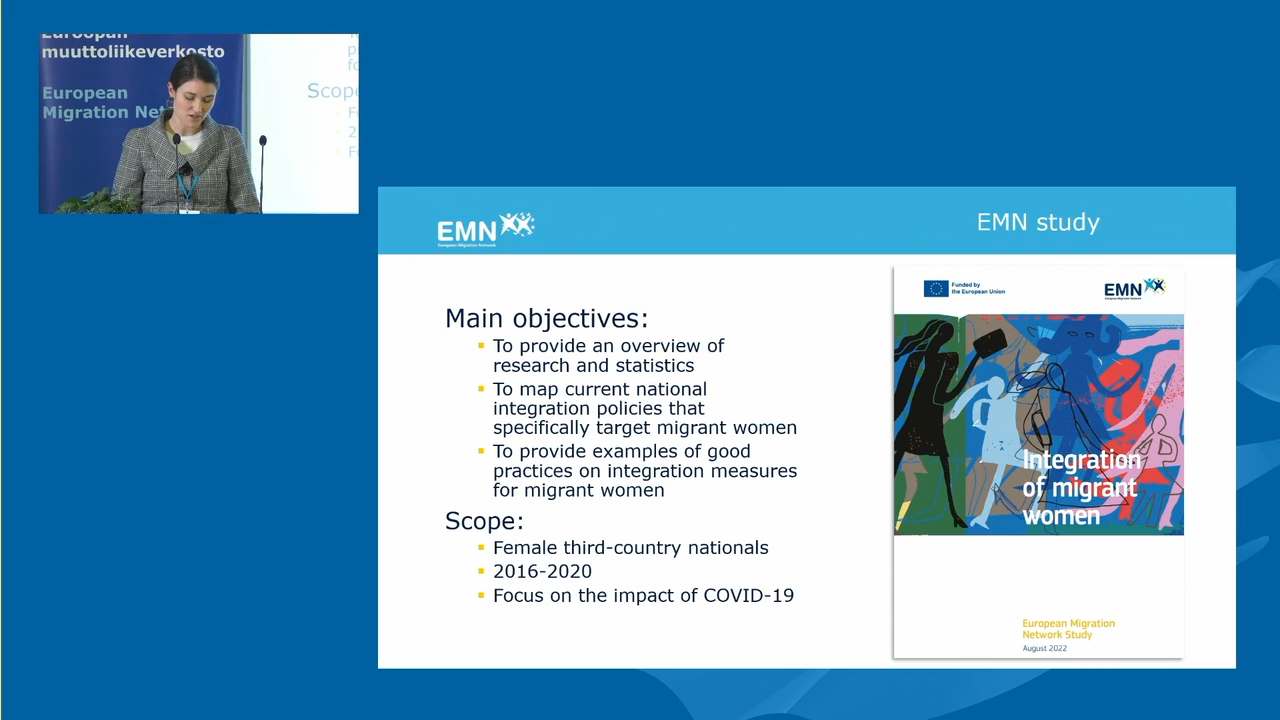 Euroopan
muuttoliikeverkosto
European
Migration Net
Scope
EMN
European Migration Network
EMN study
Main objectives:
▪ To provide an overview of
research and statistics
▪ To map current national
integration policies that
specifically target migrant women
▪ To provide examples of good
practices on integration measures
for migrant women
Scope:
▪ Female third-country nationals
▪ 2016-2020
▪ Focus on the impact of COVID-19
Funded by
the European Union
EMN
Integration
of migrant
women
European Migration
Network Study
August 2022